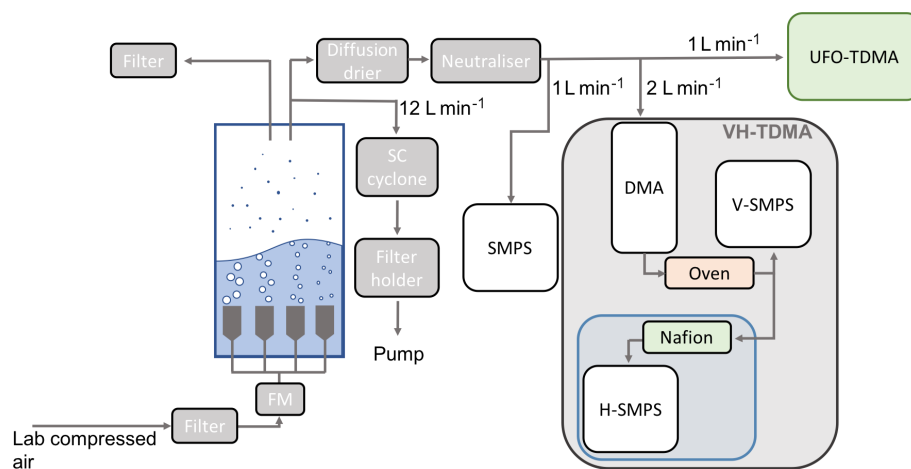 Filter
Diffusion
drier
Neutraliser
1 L min-1
UFO-TDMA
12 L min-1
1 L min-1
2 L min-1
VH-TDMA
SC
cyclone
DMA
V-SMPS
SMPS
Filter
holder
Oven
Nafion
Pump
H-SMPS
FM
Filter
Lab compressed
air